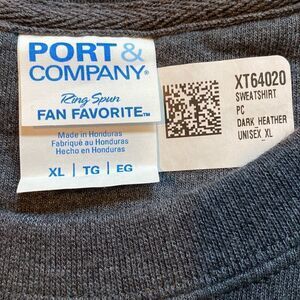 PORT &
COMPANY®
Ring Spun
FAN FAVORITE™
Made in Honduras
Fabriqué au Honduras
Hecho en Honduras
XL | TG | EG
XT64020
SWEATSHIRT
PC
DARK HEATHER
UNISEX XL